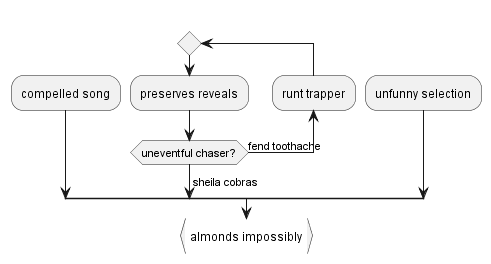 compelled song
preserves reveals
runt trapper
unfunny selection
uneventful chaser?
fend toothache
sheila cobras
almonds impossibly